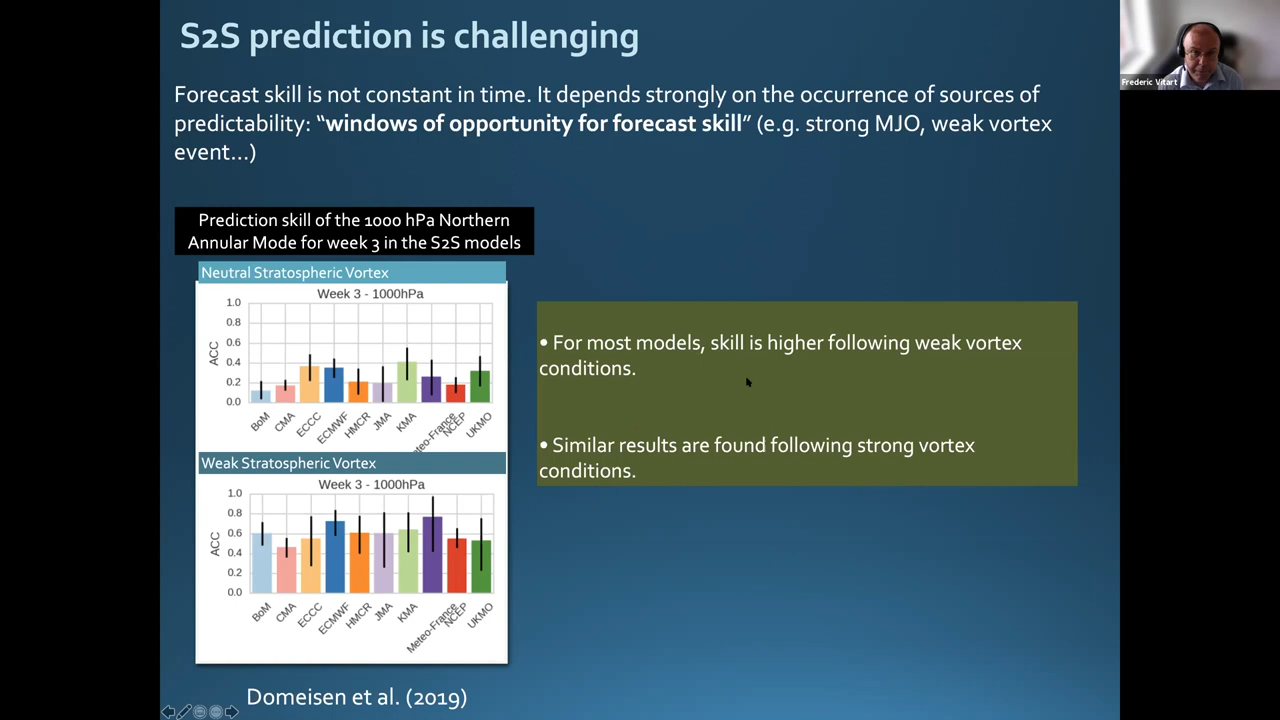 S2S prediction is challenging
Frederic Vitart
Forecast skill is not constant in time. It depends strongly on the occurrence of sources of
predictability: “windows of opportunity for forecast skill” (e.g. strong MJO, weak vortex
event…)
Prediction skill of the 1000 hPa Northern
Annular Mode for week 3 in the S2S models
Neutral Stratospheric Vortex
Week 3 - 1000hPa
1.0
0.8
0.6
0.4
0.2
0.0
ACC
BoM
CMA
ECCC
ECMWF
HMCR
JMA
KMA
eteo-France
NCEP
UKMO
Weak Stratospheric Vortex
Week 3 - 1000hPa
1.0
0.8
0.6
0.4
0.2
0.0
ACC
BoM
CMA
ECCC
ECMWF
HMCR
JMA
KMA
Meteo-France
NCEP
UKMO
• For most models, skill is higher following weak vortex
conditions.
• Similar results are found following strong vortex
conditions.
Domeisen et al. (2019)